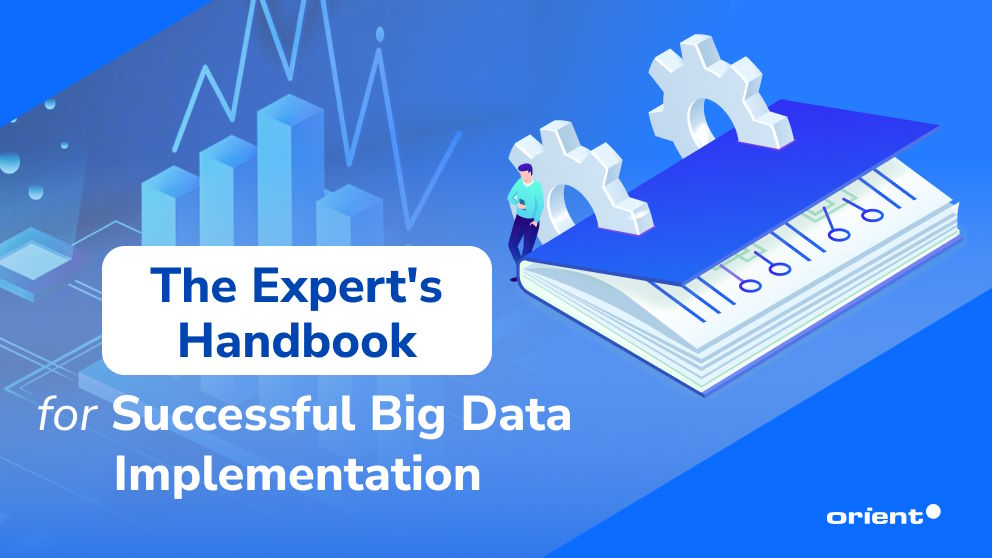 The Expert's
Handbook
for Successful Big Data
Implementation
orient